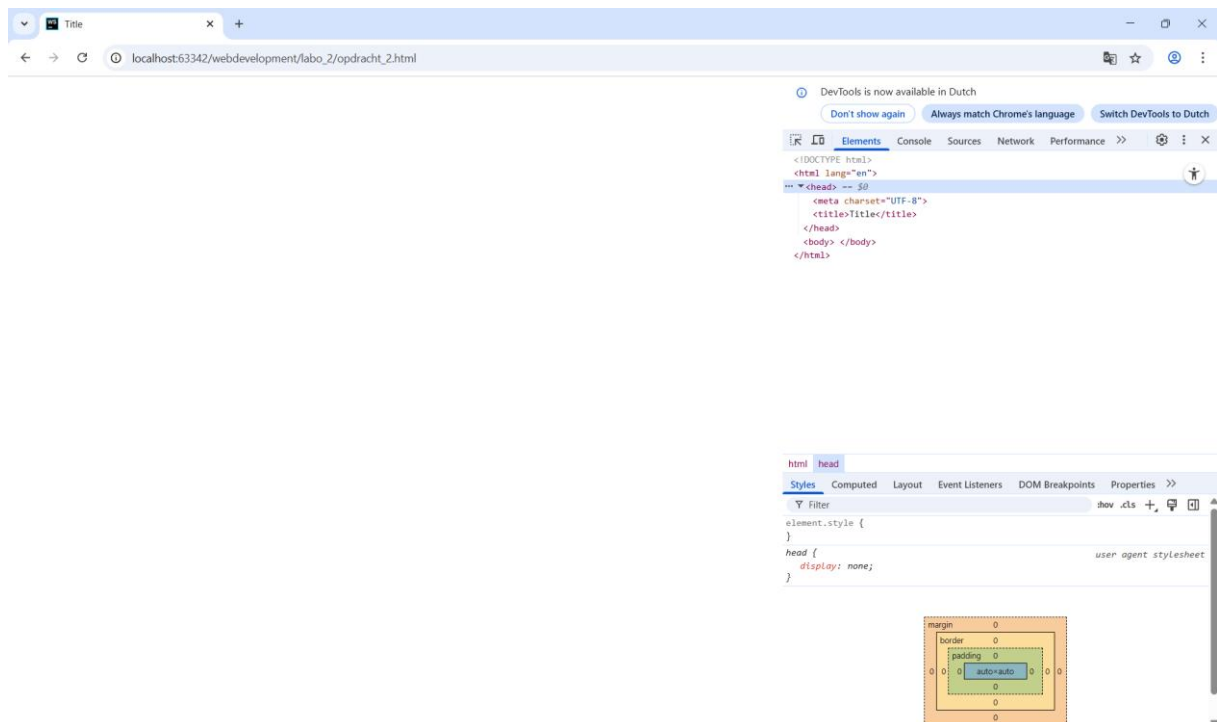 WS
Title
localhost:63342/webdevelopment/labo_2/opdracht_2.html
DevTools is now available in Dutch
Don't show again Always match Chrome's language Switch DevTools to Dutch
Elements Console Sources Network Performance
<!DOCTYPE html>
<html lang="en">
<head> == $0
<meta charset="UTF-8">
<title>Title</title>
</head>
<body> </body>
</html>
html head
Styles Computed Layout Event Listeners DOM Breakpoints Properties
Filter :hov .cls
element.style {
}
head { user agent stylesheet
display: none;
}
margin 0
border 0
padding 0
0 0 0 auto×auto 0 0 0
0
0
0